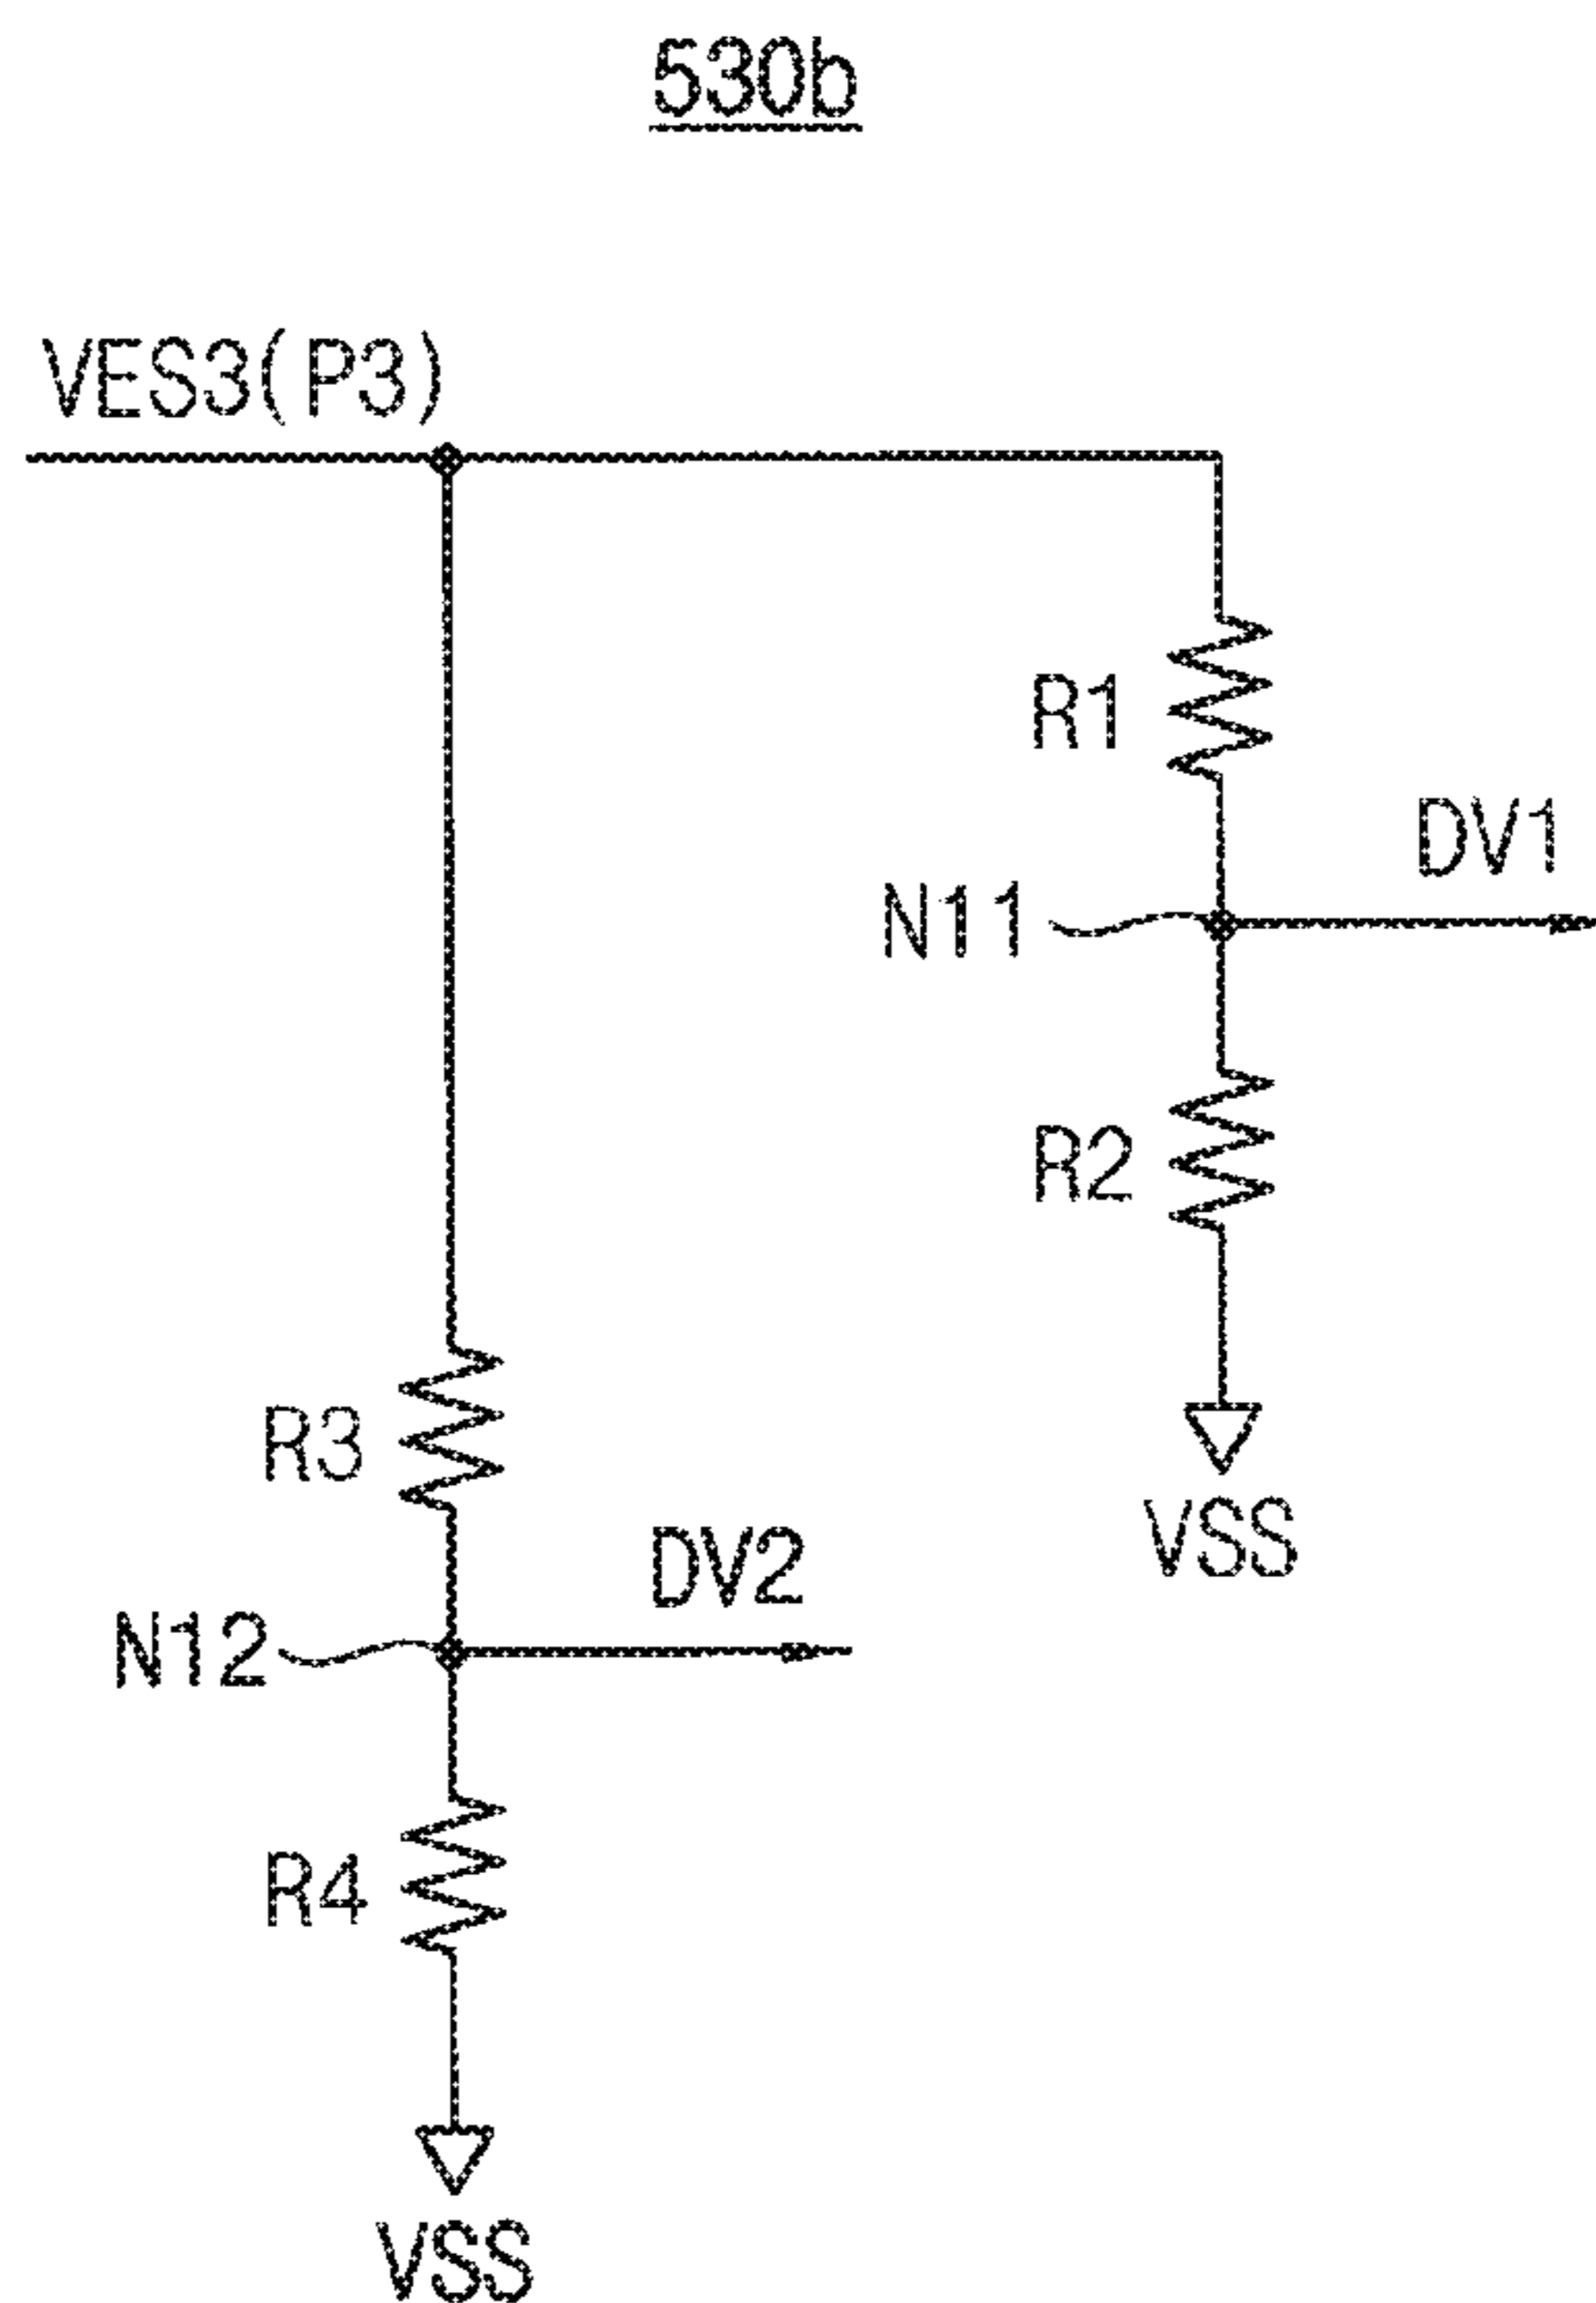 530b
VES3(P3)
R1
DV1
N11
R2
R3
VSS
DV2
N12
R4
VSS